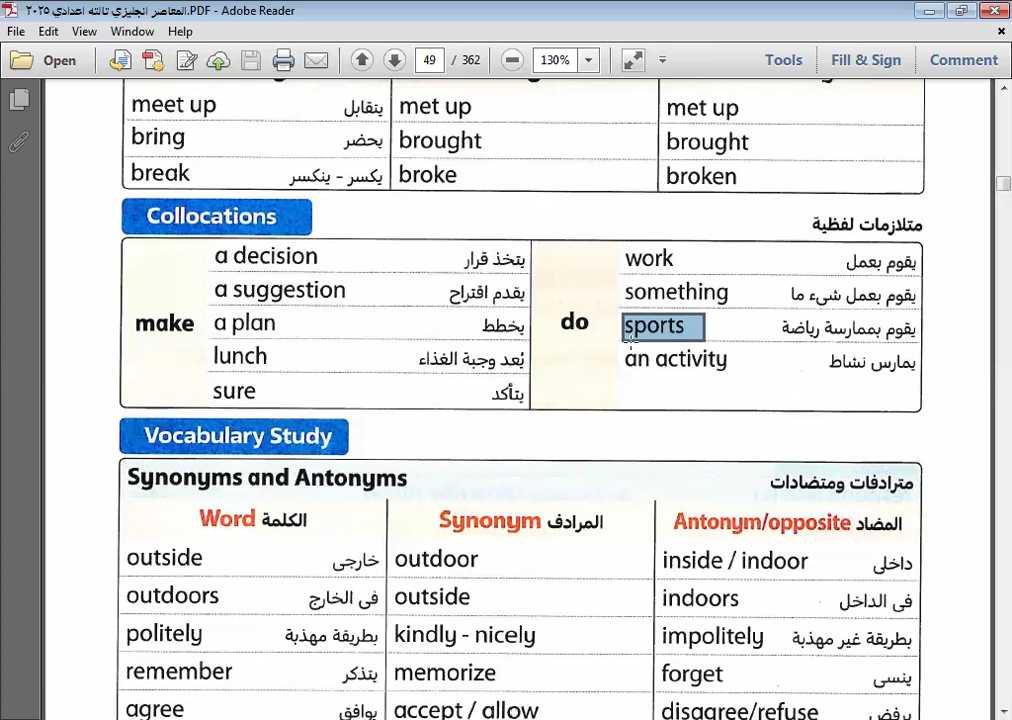 المعاصر انجليزي تالته اعدادي ٢٠٢٥.PDF - Adobe Reader
File Edit View Window Help
Open 49 / 362 130% Tools Fill & Sign Comment
meet up يتقابل met up met up
bring يحضر brought brought
break يكسر - ينكسر broke broken
Collocations متلازمات لفظية
make
a decision يتخذ قرار
a suggestion يقدم اقتراح
a plan يخطط
lunch يُعد وجبة الغذاء
sure يتأكد
do
work يقوم بعمل
something يقوم بعمل شىء ما
sports يقوم بممارسة رياضة
an activity يمارس نشاط
Vocabulary Study
Synonyms and Antonyms مترادفات ومتضادات
Word الكلمة Synonym المرادف Antonym/opposite المضاد
outside خارجى outdoor inside / indoor داخلى
outdoors فى الخارج outside indoors فى الداخل
politely بطريقة مهذبة kindly - nicely impolitely بطريقة غير مهذبة
remember يتذكر memorize forget ينسى
agree يوافق accept / allow disagree/refuse يرفض